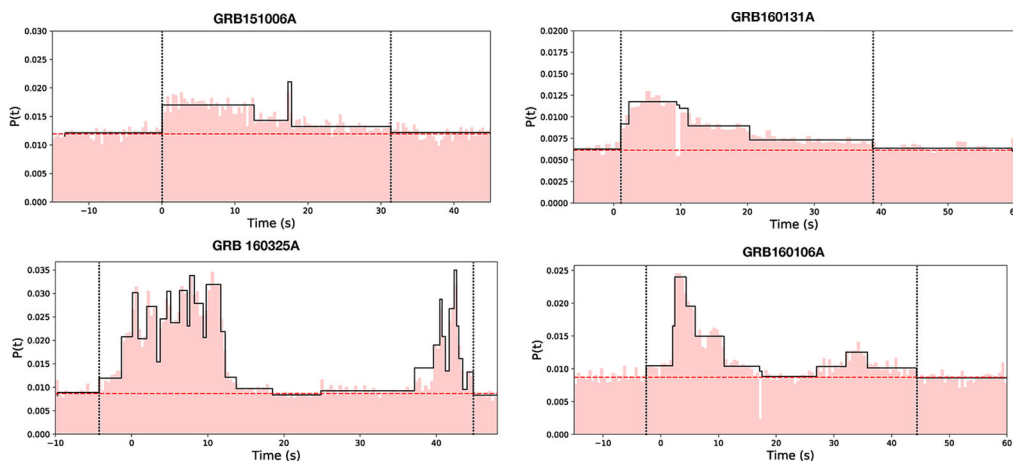 GRB151006A
P(t)
0.030
0.025
0.020
0.015
0.010
0.005
0.000
−10 0 10 20 30 40
Time (s)
GRB160131A
P(t)
0.0200
0.0175
0.0150
0.0125
0.0100
0.0075
0.0050
0.0025
0.0000
0 10 20 30 40 50 60
Time (s)
GRB 160325A
P(t)
0.035
0.030
0.025
0.020
0.015
0.010
0.005
0.000
−10 0 10 20 30 40
Time (s)
GRB160106A
P(t)
0.025
0.020
0.015
0.010
0.005
0.000
−10 0 10 20 30 40 50 60
Time (s)